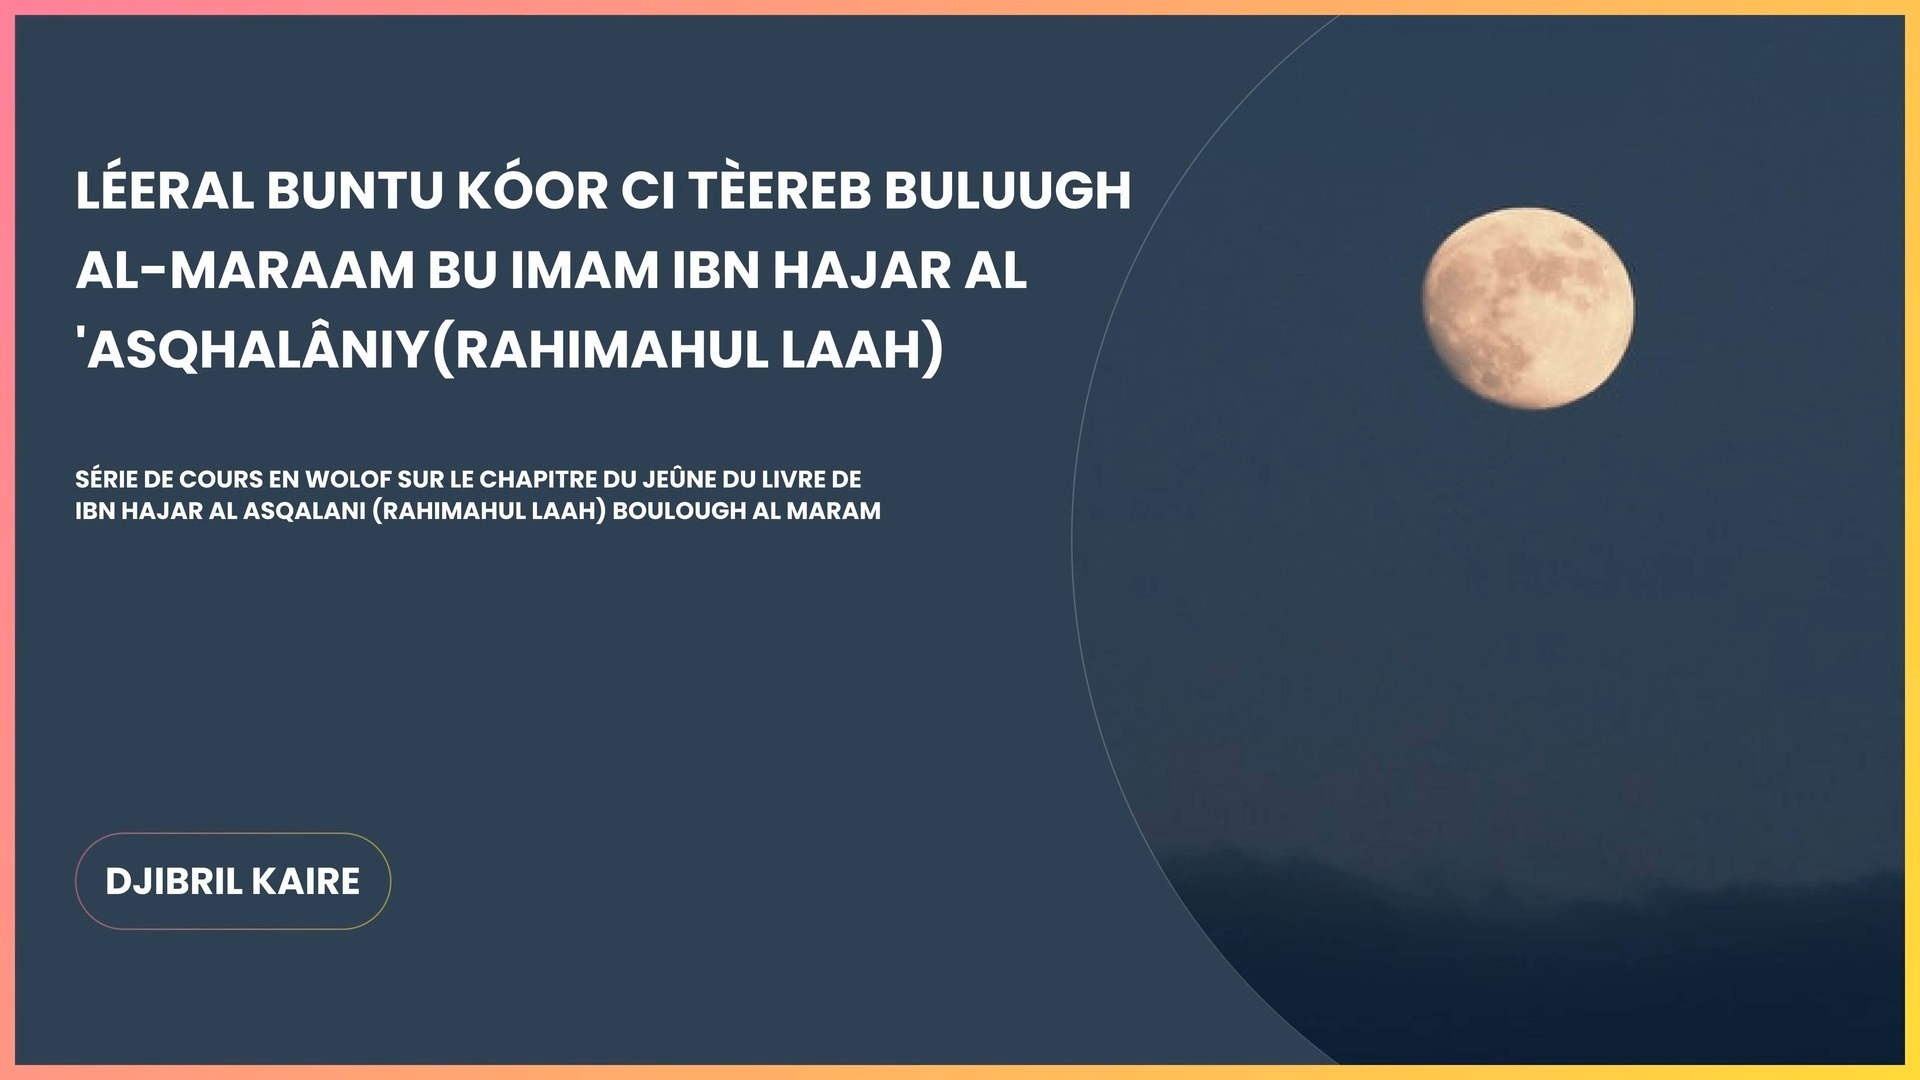 LÉERAL BUNTU KÓOR CI TÈEREB BULUUGH
AL-MARAAM BU IMAM IBN HAJAR AL
'ASQHALÂNIY(RAHIMAHUL LAAH)
SÉRIE DE COURS EN WOLOF SUR LE CHAPITRE DU JEÛNE DU LIVRE DE
IBN HAJAR AL ASQALANI (RAHIMAHUL LAAH) BOULOUGH AL MARAM
DJIBRIL KAIRE